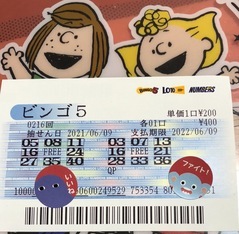 LOTO NUMBERS
ビンゴ5 単価1口¥200
0216回 各01口 ¥400
抽せん日 2021/06/09 支払期限 2022/06/09
05 08 11 03 07 13
16 FREE 24 16 FREE 21
27 35 40 28 33 36
QP
ファイト!